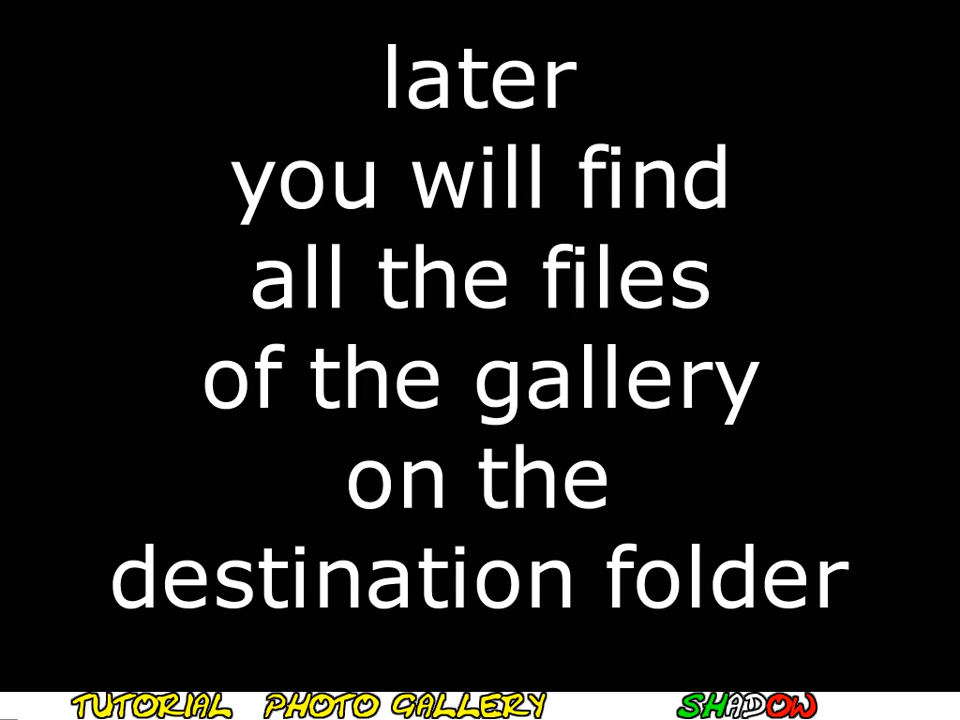 later
you will find
all the files
of the gallery
on the
destination folder
TUTORIAL PHOTO GALLERY SHADOW